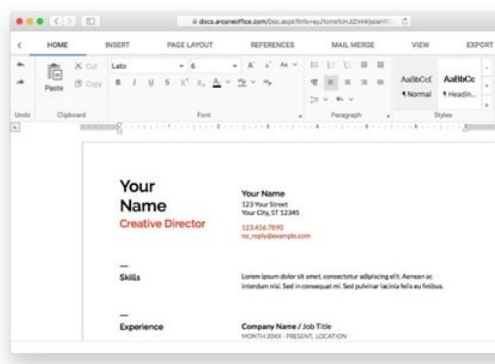 docs.arcaneoffice.com/Doc.aspx?info=
HOME INSERT PAGE LAYOUT REFERENCES MAIL MERGE VIEW EXPORT
Cut
Copy
Paste
Lato
6
B I U S X² X₂ A
AaBbCcI
Normal
AaBbCc
Headin..
Undo Clipboard Font Paragraph Styles
Your
Name
Creative Director
Your Name
123 Your Street
Your City, ST 12345
123.456.7890
no_reply@example.com
Skills
Lorem ipsum dolor sit amet, consectetur adipiscing elit. Aenean ac
interdum nisi. Sed in consequat mi. Sed pulvinar lacinia felis eu finibus.
Experience
Company Name / Job Title
MONTH 20XX - PRESENT, LOCATION